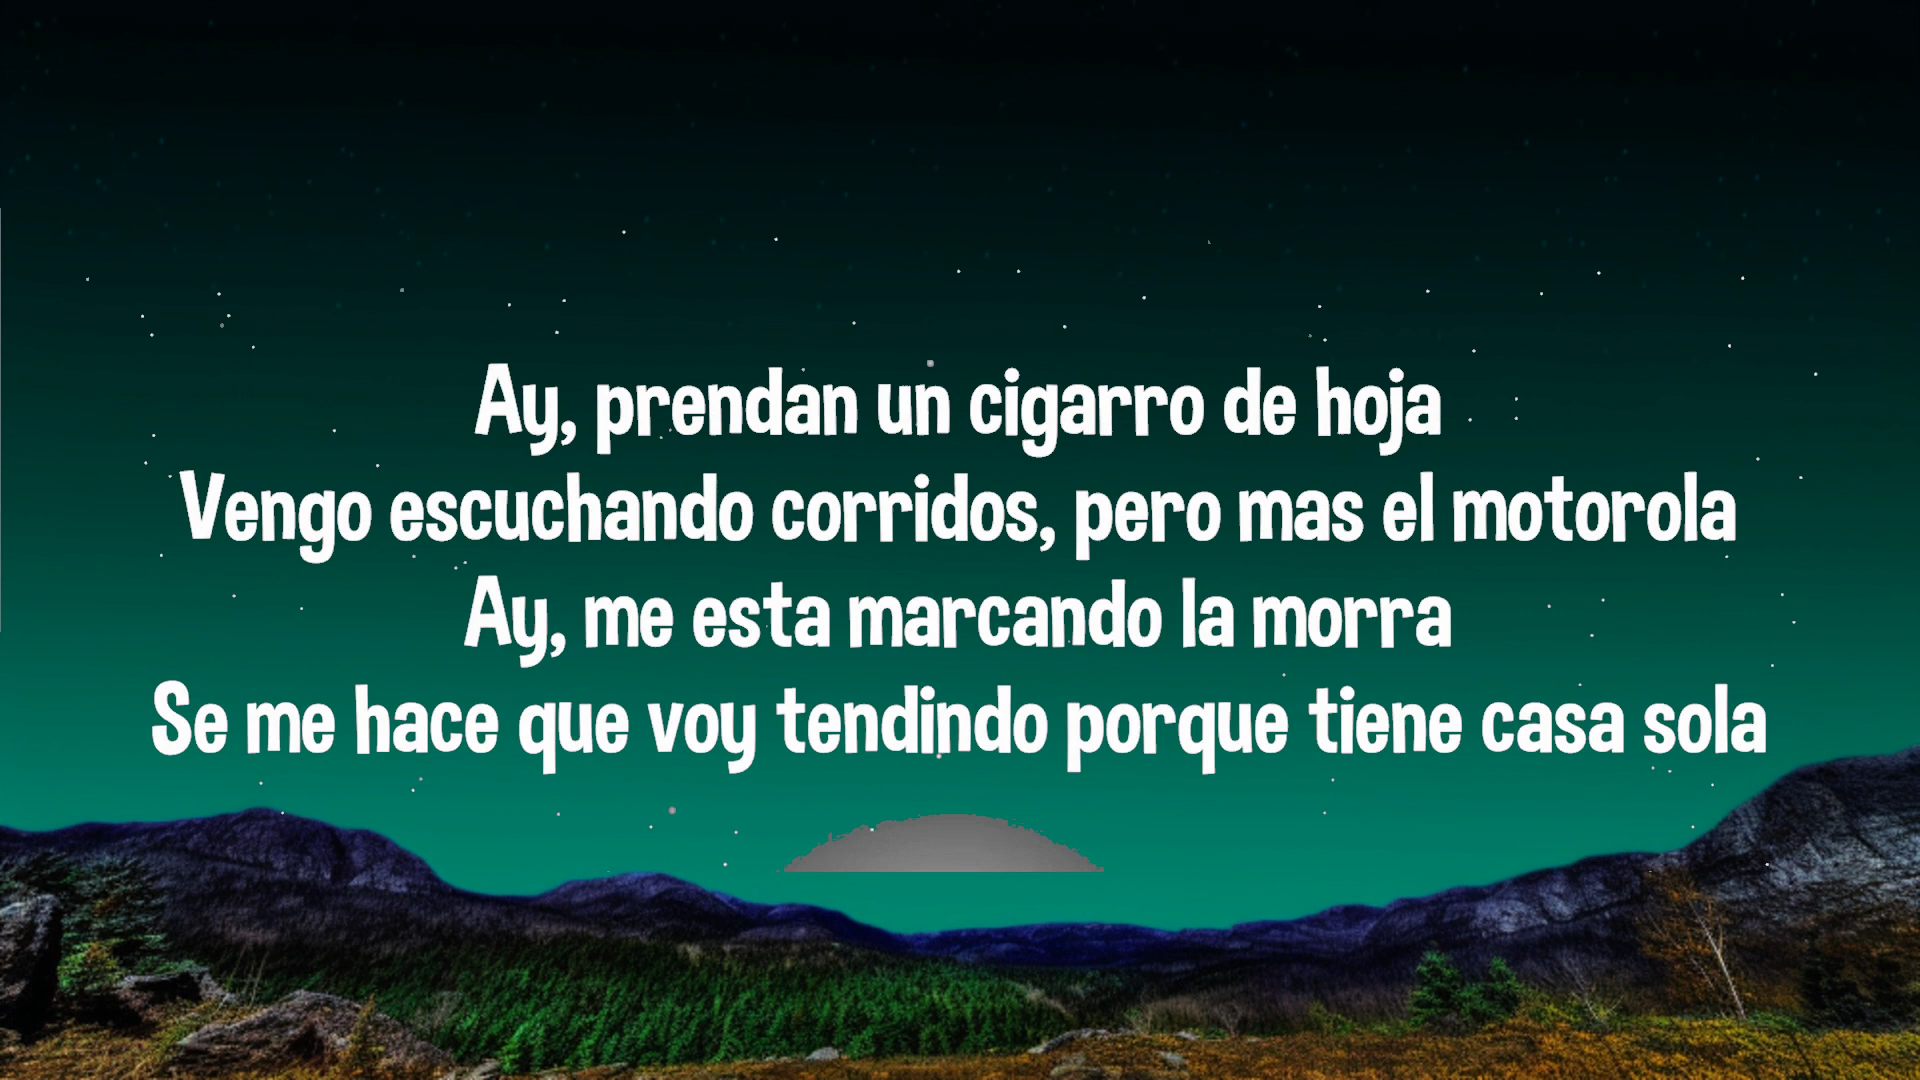 Ay, prendan un cigarro de hoja
Vengo escuchando corridos, pero mas el motorola
Ay, me esta marcando la morra
Se me hace que voy tendindo porque tiene casa sola